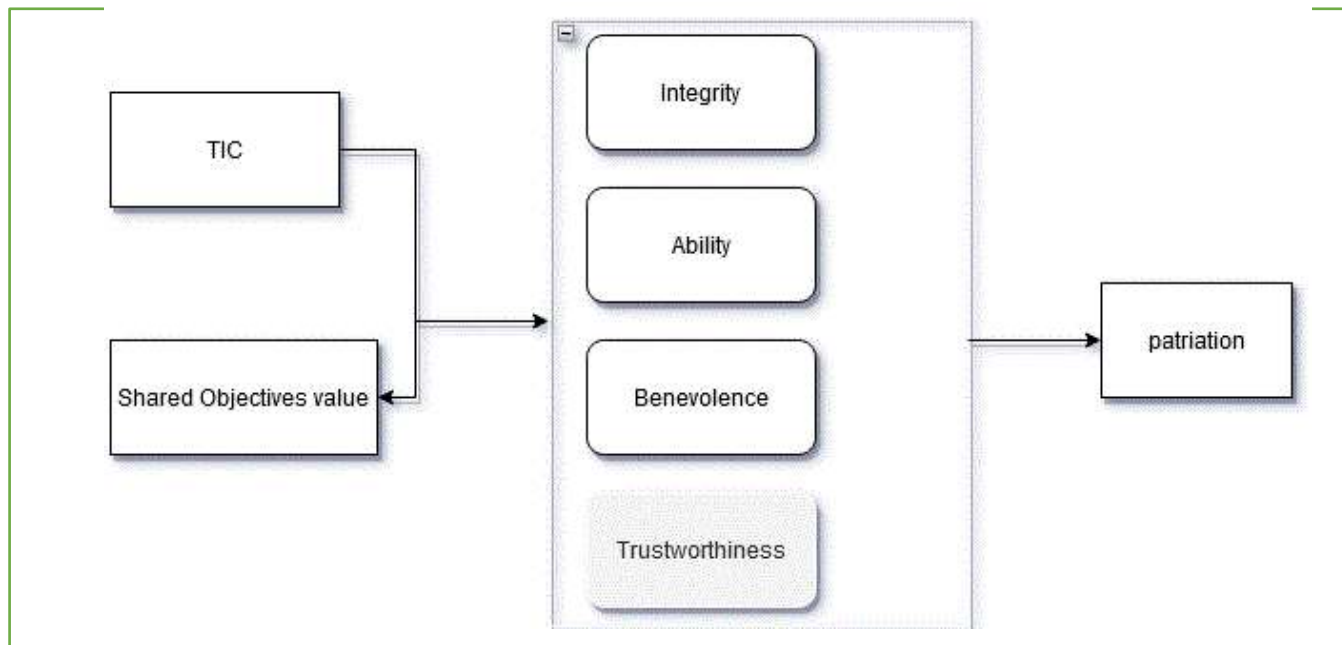 TIC
Shared Objectives value
Integrity
Ability
Benevolence
Trustworthiness
patriation